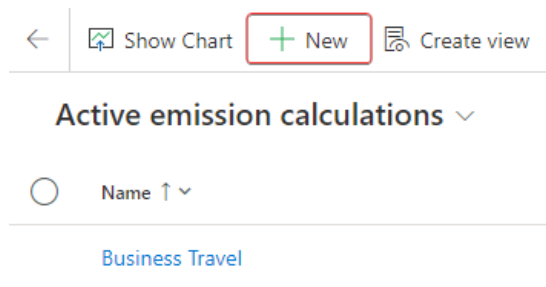 Show Chart New Create view
Active emission calculations
Name
Business Travel